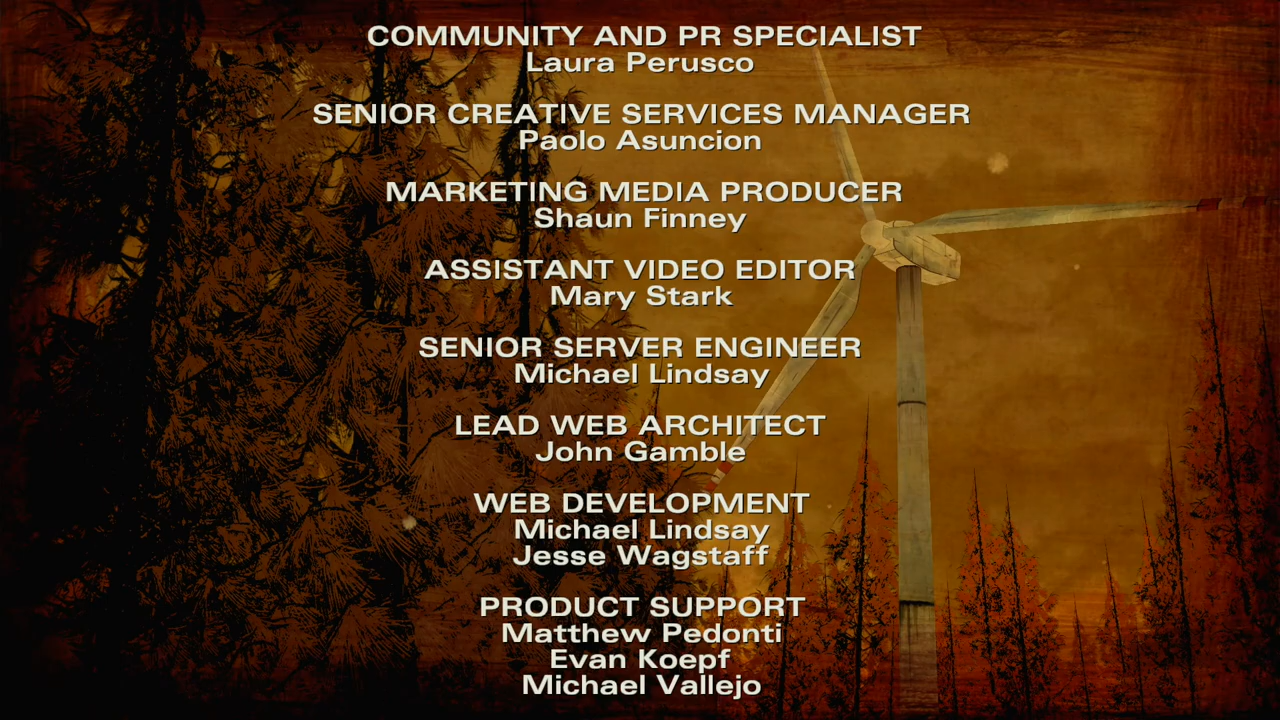 COMMUNITY AND PR SPECIALIST
Laura Perusco
SENIOR CREATIVE SERVICES MANAGER
Paolo Asuncion
MARKETING MEDIA PRODUCER
Shaun Finney
ASSISTANT VIDEO EDITOR
Mary Stark
SENIOR SERVER ENGINEER
Michael Lindsay
LEAD WEB ARCHITECT
John Gamble
WEB DEVELOPMENT
Michael Lindsay
Jesse Wagstaff
PRODUCT SUPPORT
Matthew Pedonti
Evan Koepf
Michael Vallejo